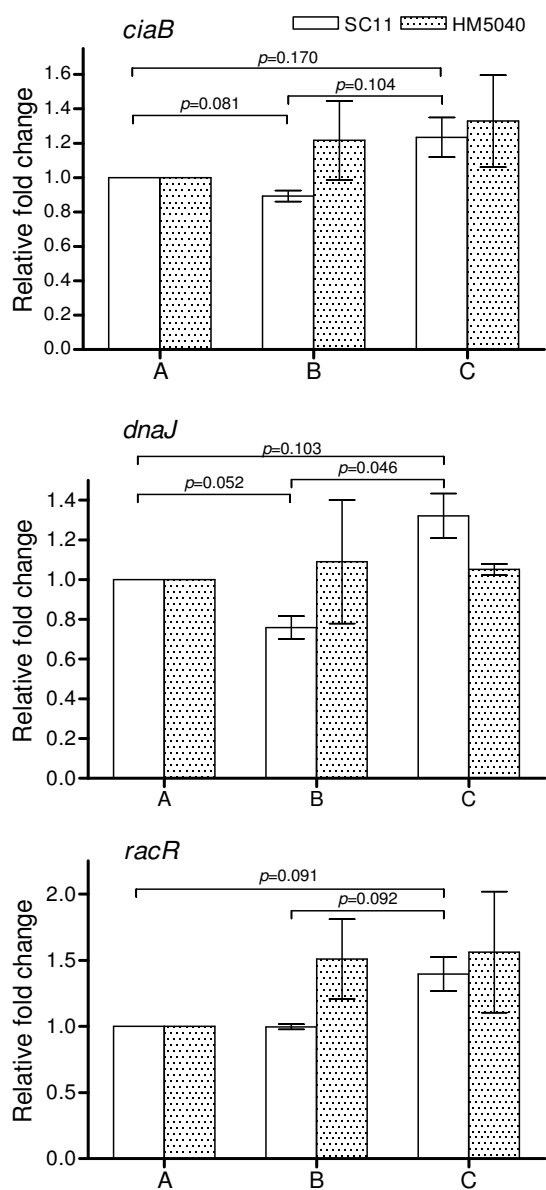 ciaB
SC11 HM5040
p=0.170
p=0.081
p=0.104
Relative fold change
1.6
1.4
1.2
1.0
0.8
0.6
0.4
0.2
0.0
A B C
dnaJ
p=0.103
p=0.052
p=0.046
Relative fold change
1.4
1.2
1.0
0.8
0.6
0.4
0.2
0.0
A B C
racR
p=0.091
p=0.092
Relative fold change
2.0
1.5
1.0
0.5
0.0
A B C